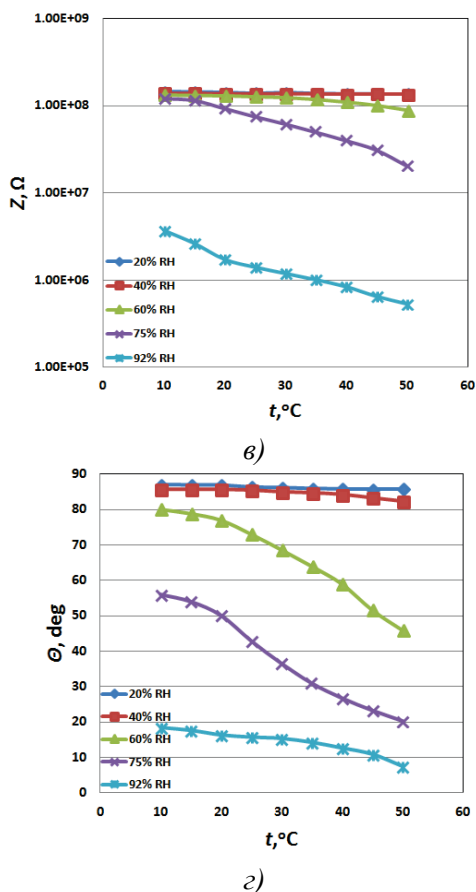 1.00E+09
1.00E+08
1.00E+07
1.00E+06
1.00E+05
Z, Ω
20% RH
40% RH
60% RH
75% RH
92% RH
0 10 20 30 40 50 60
t, °C
в)
90
80
70
60
50
40
30
20
10
0
Θ, deg
20% RH
40% RH
60% RH
75% RH
92% RH
0 10 20 30 40 50 60
t, °C
г)